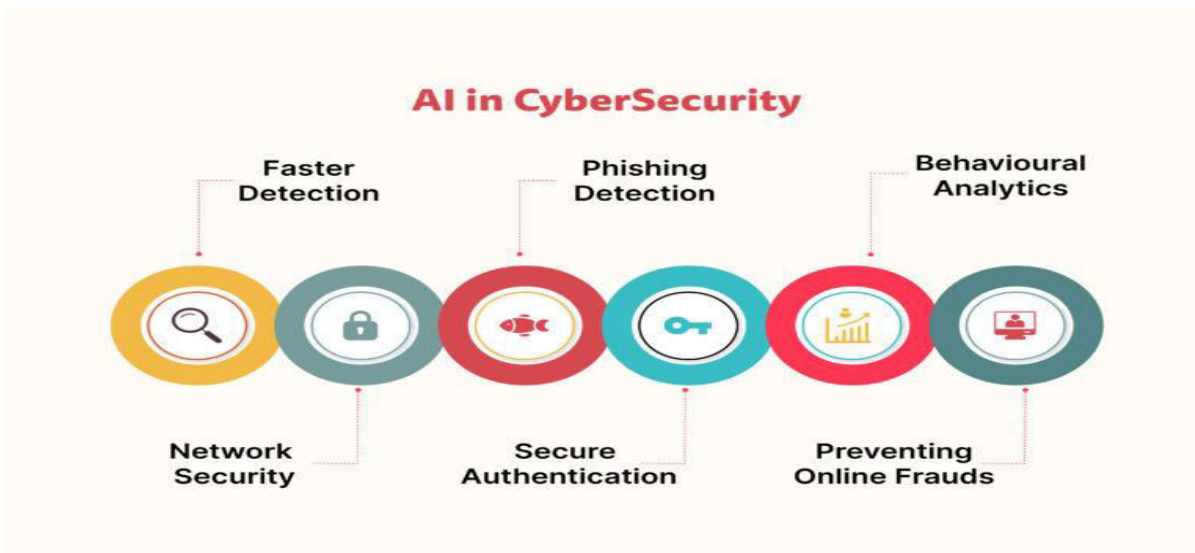 AI in CyberSecurity
Faster
Detection
Phishing
Detection
Behavioural
Analytics
Network
Security
Secure
Authentication
Preventing
Online Frauds